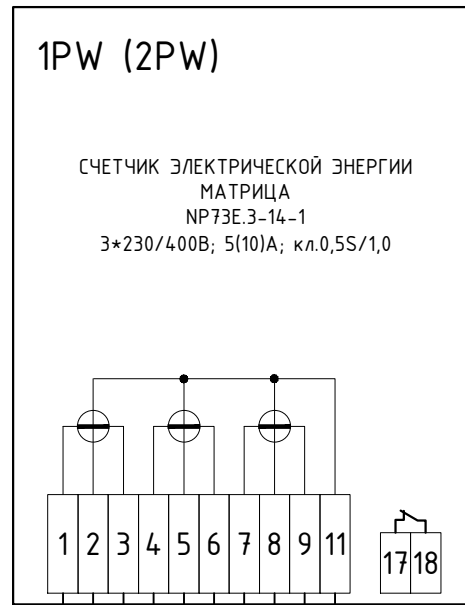 1PW (2PW)
СЧЕТЧИК ЭЛЕКТРИЧЕСКОЙ ЭНЕРГИИ
МАТРИЦА
NP73E.3-14-1
3*230/400В; 5(10)А; кл.0,5S/1,0
1 2 3 4 5 6 7 8 9 11
17 18